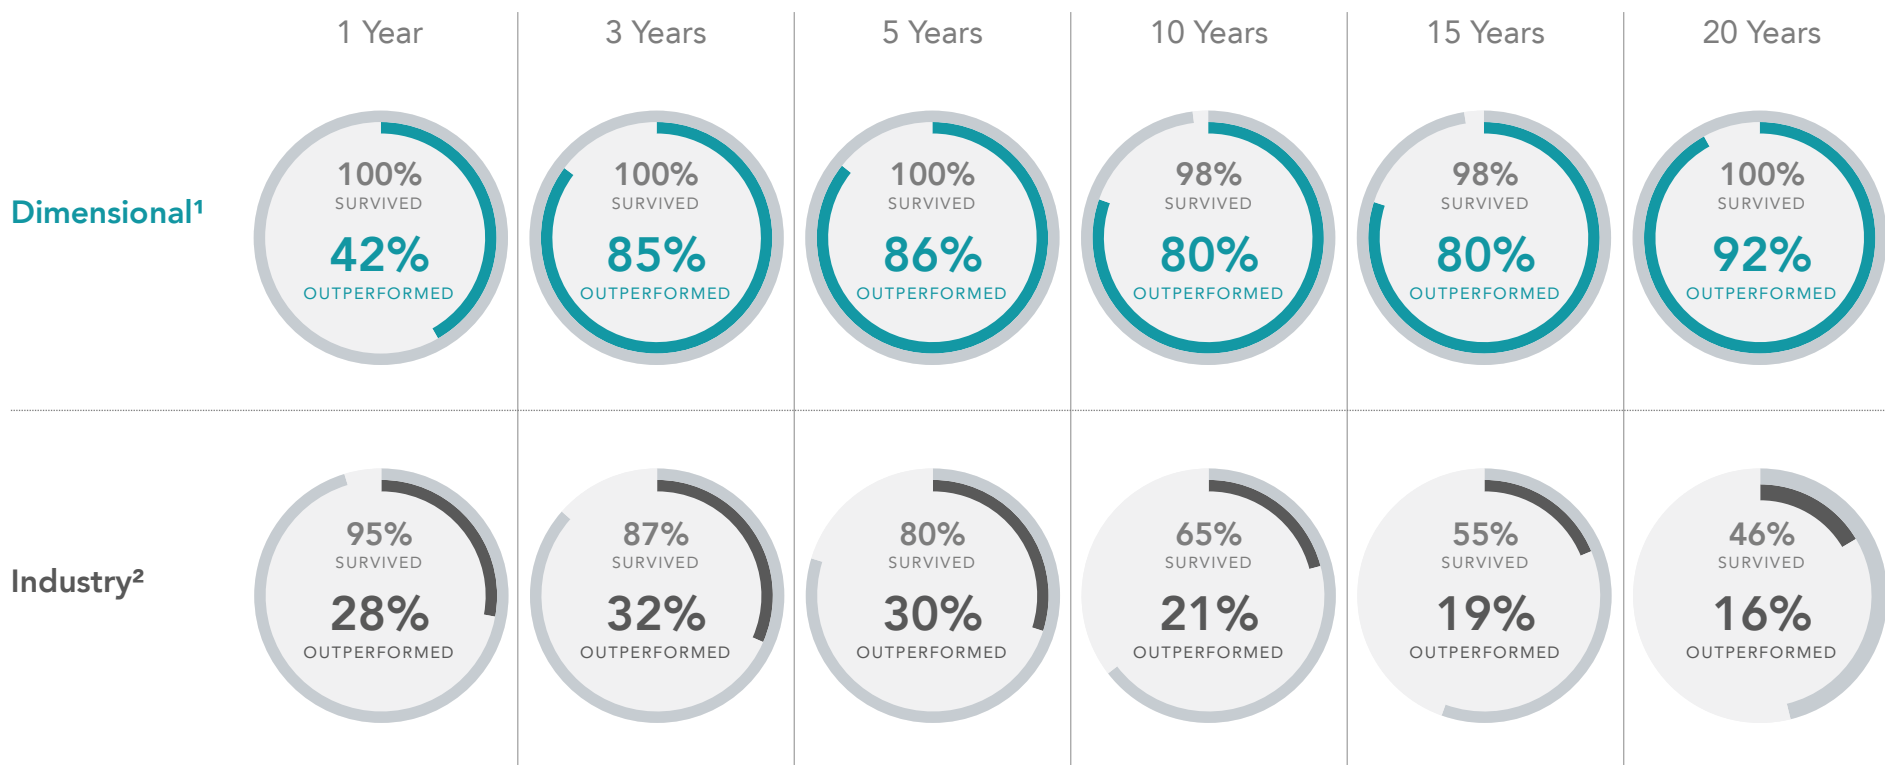 1 Year 3 Years 5 Years 10 Years 15 Years 20 Years
Dimensional¹
100% 100% 100% 98% 98% 100%
SURVIVED SURVIVED SURVIVED SURVIVED SURVIVED SURVIVED
42% 85% 86% 80% 80% 92%
OUTPERFORMED OUTPERFORMED OUTPERFORMED OUTPERFORMED OUTPERFORMED OUTPERFORMED
Industry²
95% 87% 80% 65% 55% 46%
SURVIVED SURVIVED SURVIVED SURVIVED SURVIVED SURVIVED
28% 32% 30% 21% 19% 16%
OUTPERFORMED OUTPERFORMED OUTPERFORMED OUTPERFORMED OUTPERFORMED OUTPERFORMED